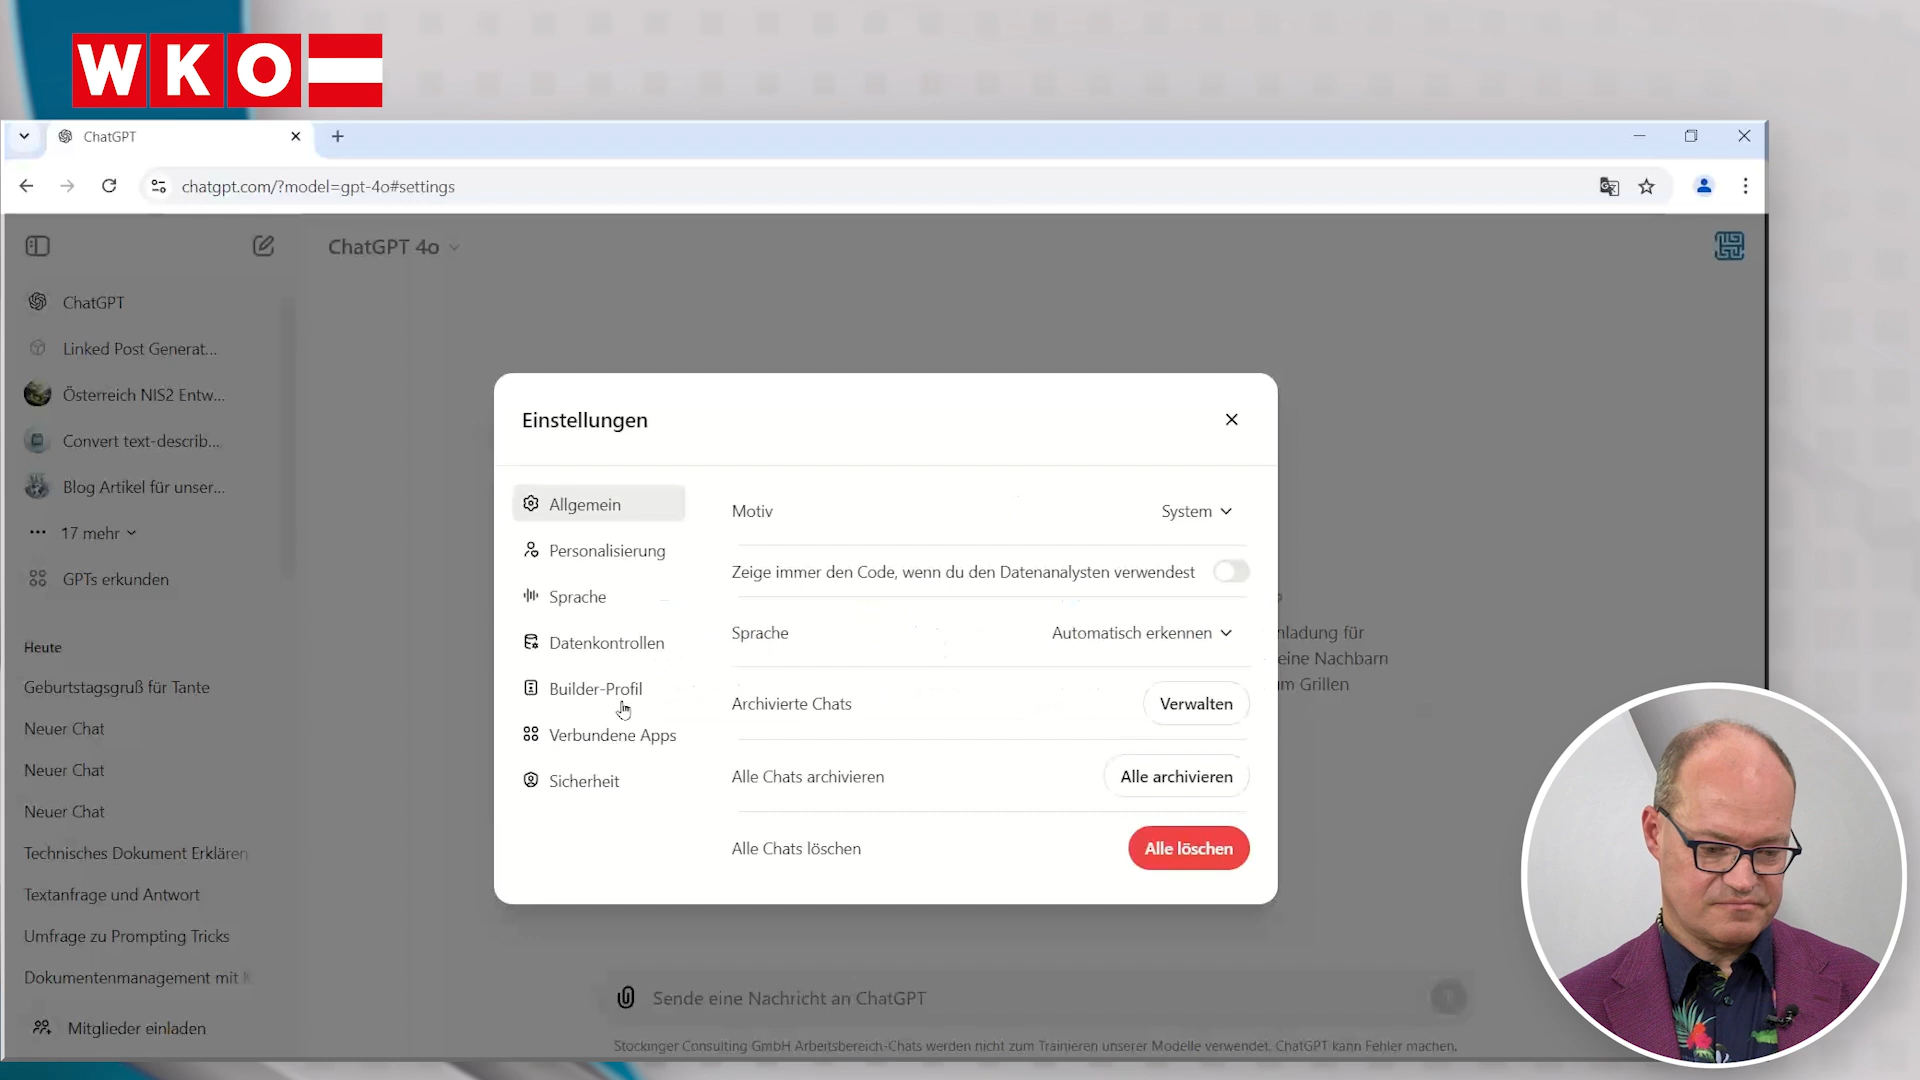 WKO
ChatGPT
chatgpt.com/?model=gpt-4o#settings
ChatGPT 4o
ChatGPT
Linked Post Generat...
Österreich NIS2 Entw...
Convert text-describ...
Blog Artikel für unser...
17 mehr
GPTs erkunden
Heute
Geburtstagsgruß für Tante
Neuer Chat
Neuer Chat
Neuer Chat
Technisches Dokument Erklären
Textanfrage und Antwort
Umfrage zu Prompting Tricks
Dokumentenmanagement mit
Mitglieder einladen
Einstellungen
Allgemein
Personalisierung
Sprache
Datenkontrollen
Builder-Profil
Verbundene Apps
Sicherheit
Motiv System
Zeige immer den Code, wenn du den Datenanalysten verwendest
Sprache Automatisch erkennen
Archivierte Chats Verwalten
Alle Chats archivieren Alle archivieren
Alle Chats löschen Alle löschen
nladung für
eine Nachbarn
m Grillen
Sende eine Nachricht an ChatGPT
Stockinger Consulting GmbH Arbeitsbereich-Chats werden nicht zum Trainieren unserer Modelle verwendet. ChatGPT kann Fehler machen.